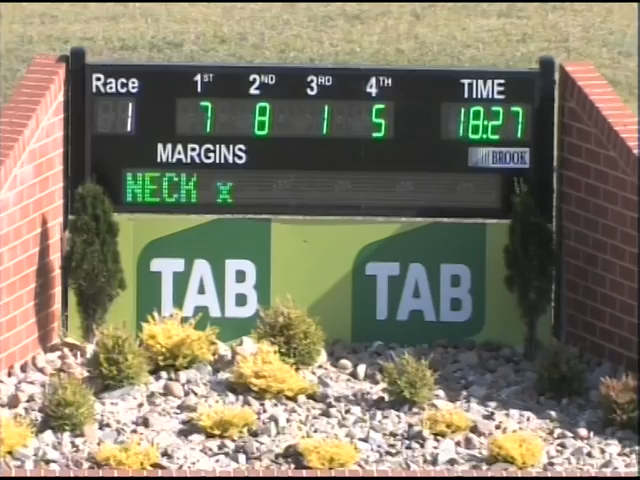 Race 1ST 2ND 3RD 4TH TIME
1 7 8 1 5 18:27
MARGINS BROOK
NECK x
TAB TAB